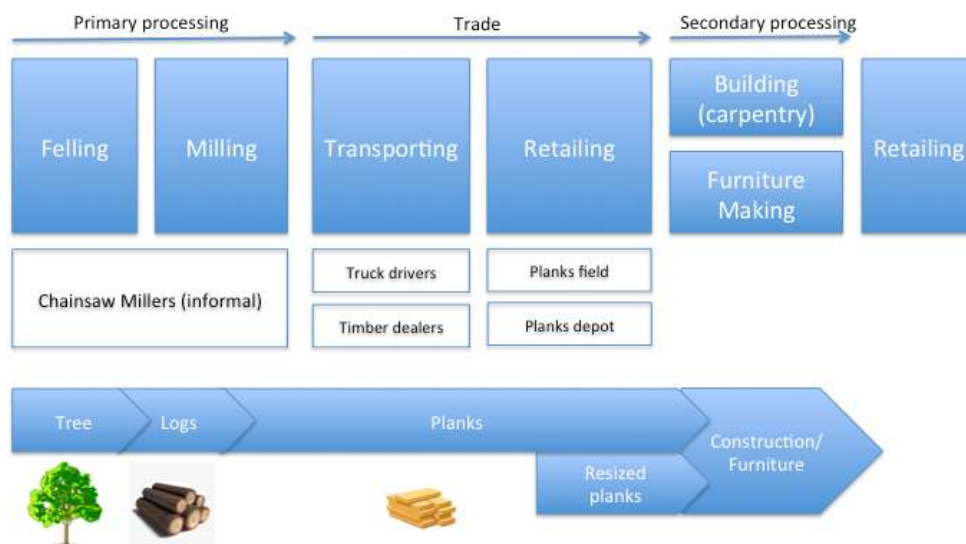 Primary processing
Trade
Secondary processing
Felling
Milling
Transporting
Retailing
Building
(carpentry)
Furniture
Making
Retailing
Chainsaw Millers (informal)
Truck drivers
Timber dealers
Planks field
Planks depot
Tree
Logs
Planks
Resized
planks
Construction/
Furniture